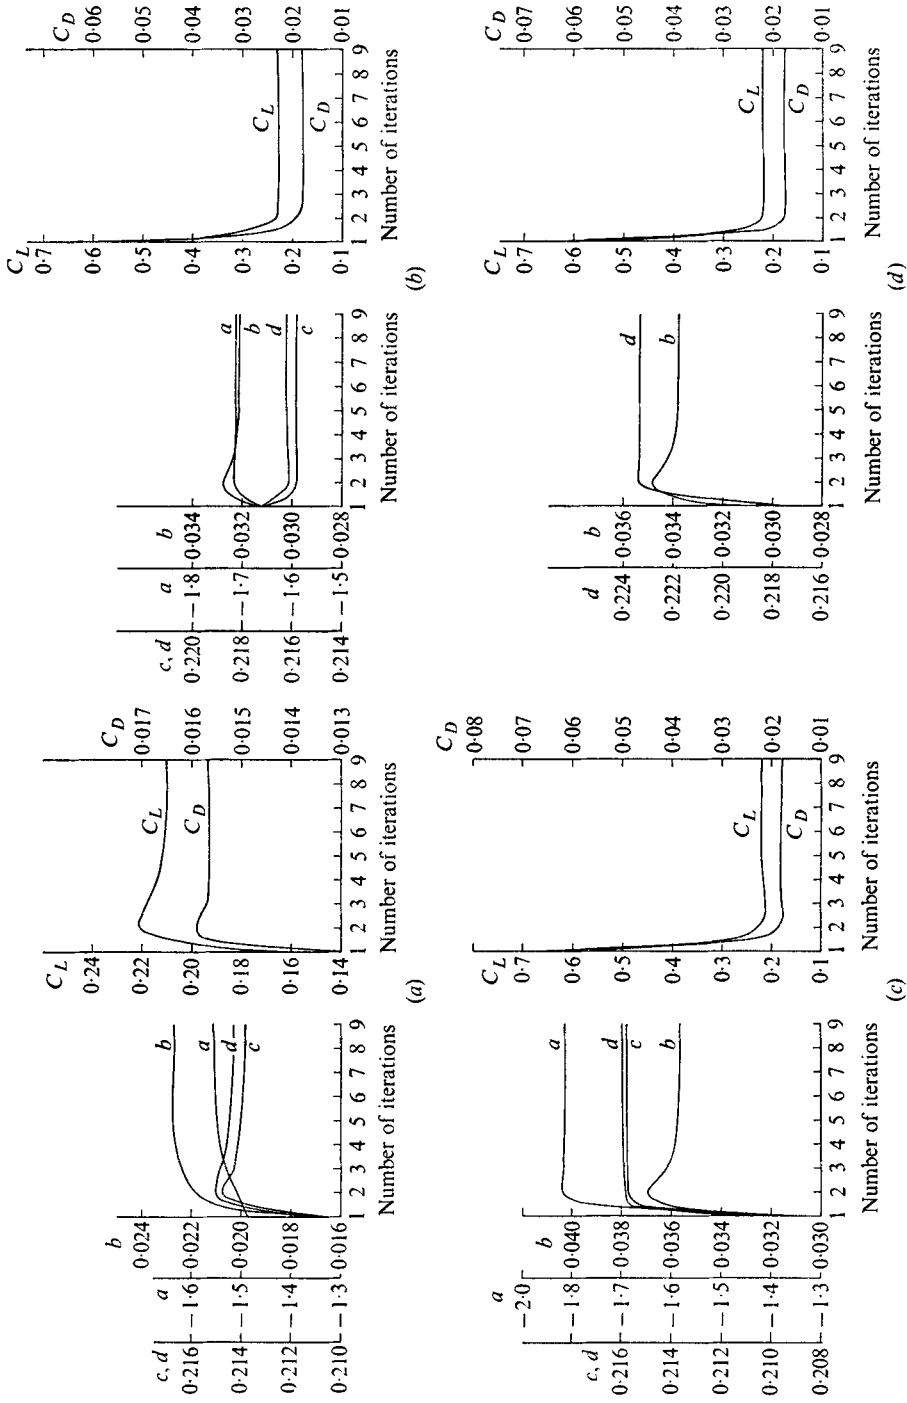 c, d a b
0·024
0·216 −1·6 0·022
0·214 −1·5 0·020
0·212 −1·4 0·018
0·210 −1·3 0·016
b
a
d
c
1 2 3 4 5 6 7 8 9
Number of iterations
C_L C_D
0·24
0·22 0·017
0·20 0·016
0·18 0·015
0·16 0·014
0·14 0·013
C_L
C_D
1 2 3 4 5 6 7 8 9
Number of iterations
(a)
c, d a b
0·220 −1·8 0·034
0·218 −1·7 0·032
0·216 −1·6 0·030
0·214 −1·5 0·028
a
b
d
c
1 2 3 4 5 6 7 8 9
Number of iterations
C_L C_D
0·7
0·6 0·06
0·5 0·05
0·4 0·04
0·3 0·03
0·2 0·02
0·1 0·01
C_L
C_D
1 2 3 4 5 6 7 8 9
Number of iterations
(b)
a
−2·0
c, d b
−1·8 0·040
0·216 −1·7 0·038
0·214 −1·6 0·036
0·212 −1·5 0·034
0·210 −1·4 0·032
0·208 −1·3 0·030
a
d
c
b
1 2 3 4 5 6 7 8 9
Number of iterations
C_L C_D
0·08
0·7 0·07
0·6 0·06
0·5 0·05
0·4 0·04
0·3 0·03
0·2 0·02
0·1 0·01
C_L
C_D
1 2 3 4 5 6 7 8 9
Number of iterations
(c)
d b
0·224 0·036
0·222 0·034
0·220 0·032
0·218 0·030
0·216 0·028
d
b
1 2 3 4 5 6 7 8 9
Number of iterations
C_L C_D
0·7 0·07
0·6 0·06
0·5 0·05
0·4 0·04
0·3 0·03
0·2 0·02
0·1 0·01
C_L
C_D
1 2 3 4 5 6 7 8 9
Number of iterations
(d)